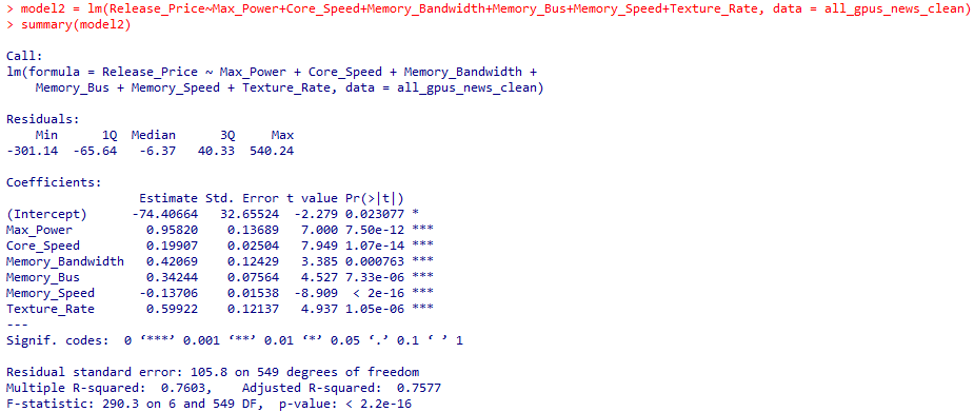 > model2 = lm(Release_Price~Max_Power+Core_Speed+Memory_Bandwidth+Memory_Bus+Memory_Speed+Texture_Rate, data = all_gpus_news_clean)
> summary(model2)

Call:
lm(formula = Release_Price ~ Max_Power + Core_Speed + Memory_Bandwidth +
    Memory_Bus + Memory_Speed + Texture_Rate, data = all_gpus_news_clean)

Residuals:
    Min      1Q  Median      3Q     Max
-301.14  -65.64   -6.37   40.33  540.24

Coefficients:
                  Estimate Std. Error t value Pr(>|t|)
(Intercept)      -74.40664   32.65524  -2.279 0.023077 *
Max_Power          0.95820    0.13689   7.000 7.50e-12 ***
Core_Speed         0.19907    0.02504   7.949 1.07e-14 ***
Memory_Bandwidth   0.42069    0.12429   3.385 0.000763 ***
Memory_Bus         0.34244    0.07564   4.527 7.33e-06 ***
Memory_Speed      -0.13706    0.01538  -8.909  < 2e-16 ***
Texture_Rate       0.59922    0.12137   4.937 1.05e-06 ***
---
Signif. codes:  0 ‘***’ 0.001 ‘**’ 0.01 ‘*’ 0.05 ‘.’ 0.1 ‘ ’ 1

Residual standard error: 105.8 on 549 degrees of freedom
Multiple R-squared:  0.7603,    Adjusted R-squared:  0.7577
F-statistic: 290.3 on 6 and 549 DF,  p-value: < 2.2e-16